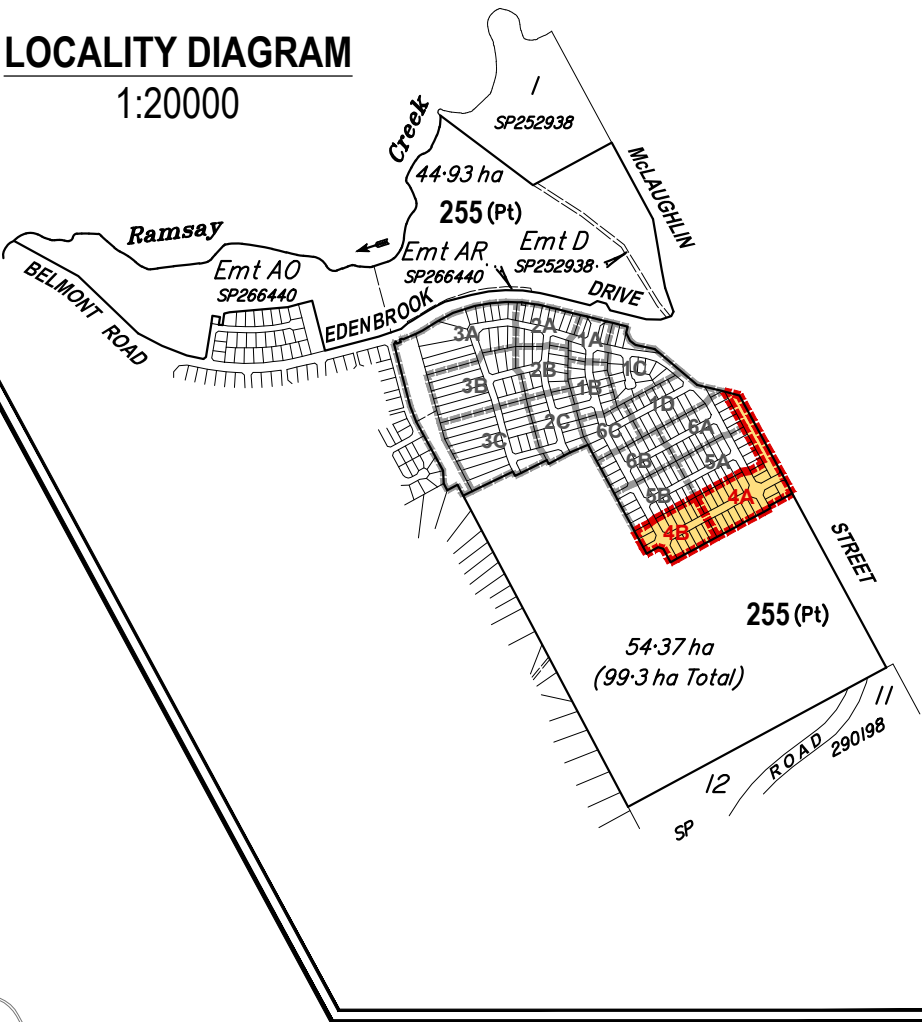 LOCALITY DIAGRAM
1:20000
1
SP252938
Creek
McLAUGHLIN
44·93 ha
255 (Pt)
Ramsay
Emt AR
SP266440
Emt D
SP252938
Emt AO
SP266440
BELMONT ROAD
EDENBROOK
DRIVE
3A
2A
1A
3B
2B
1B
1C
1D
3C
2C
6C
6A
6B
5A
5B
4A
4B
STREET
255 (Pt)
54·37 ha
(99·3 ha Total)
11
290198
ROAD
12
SP